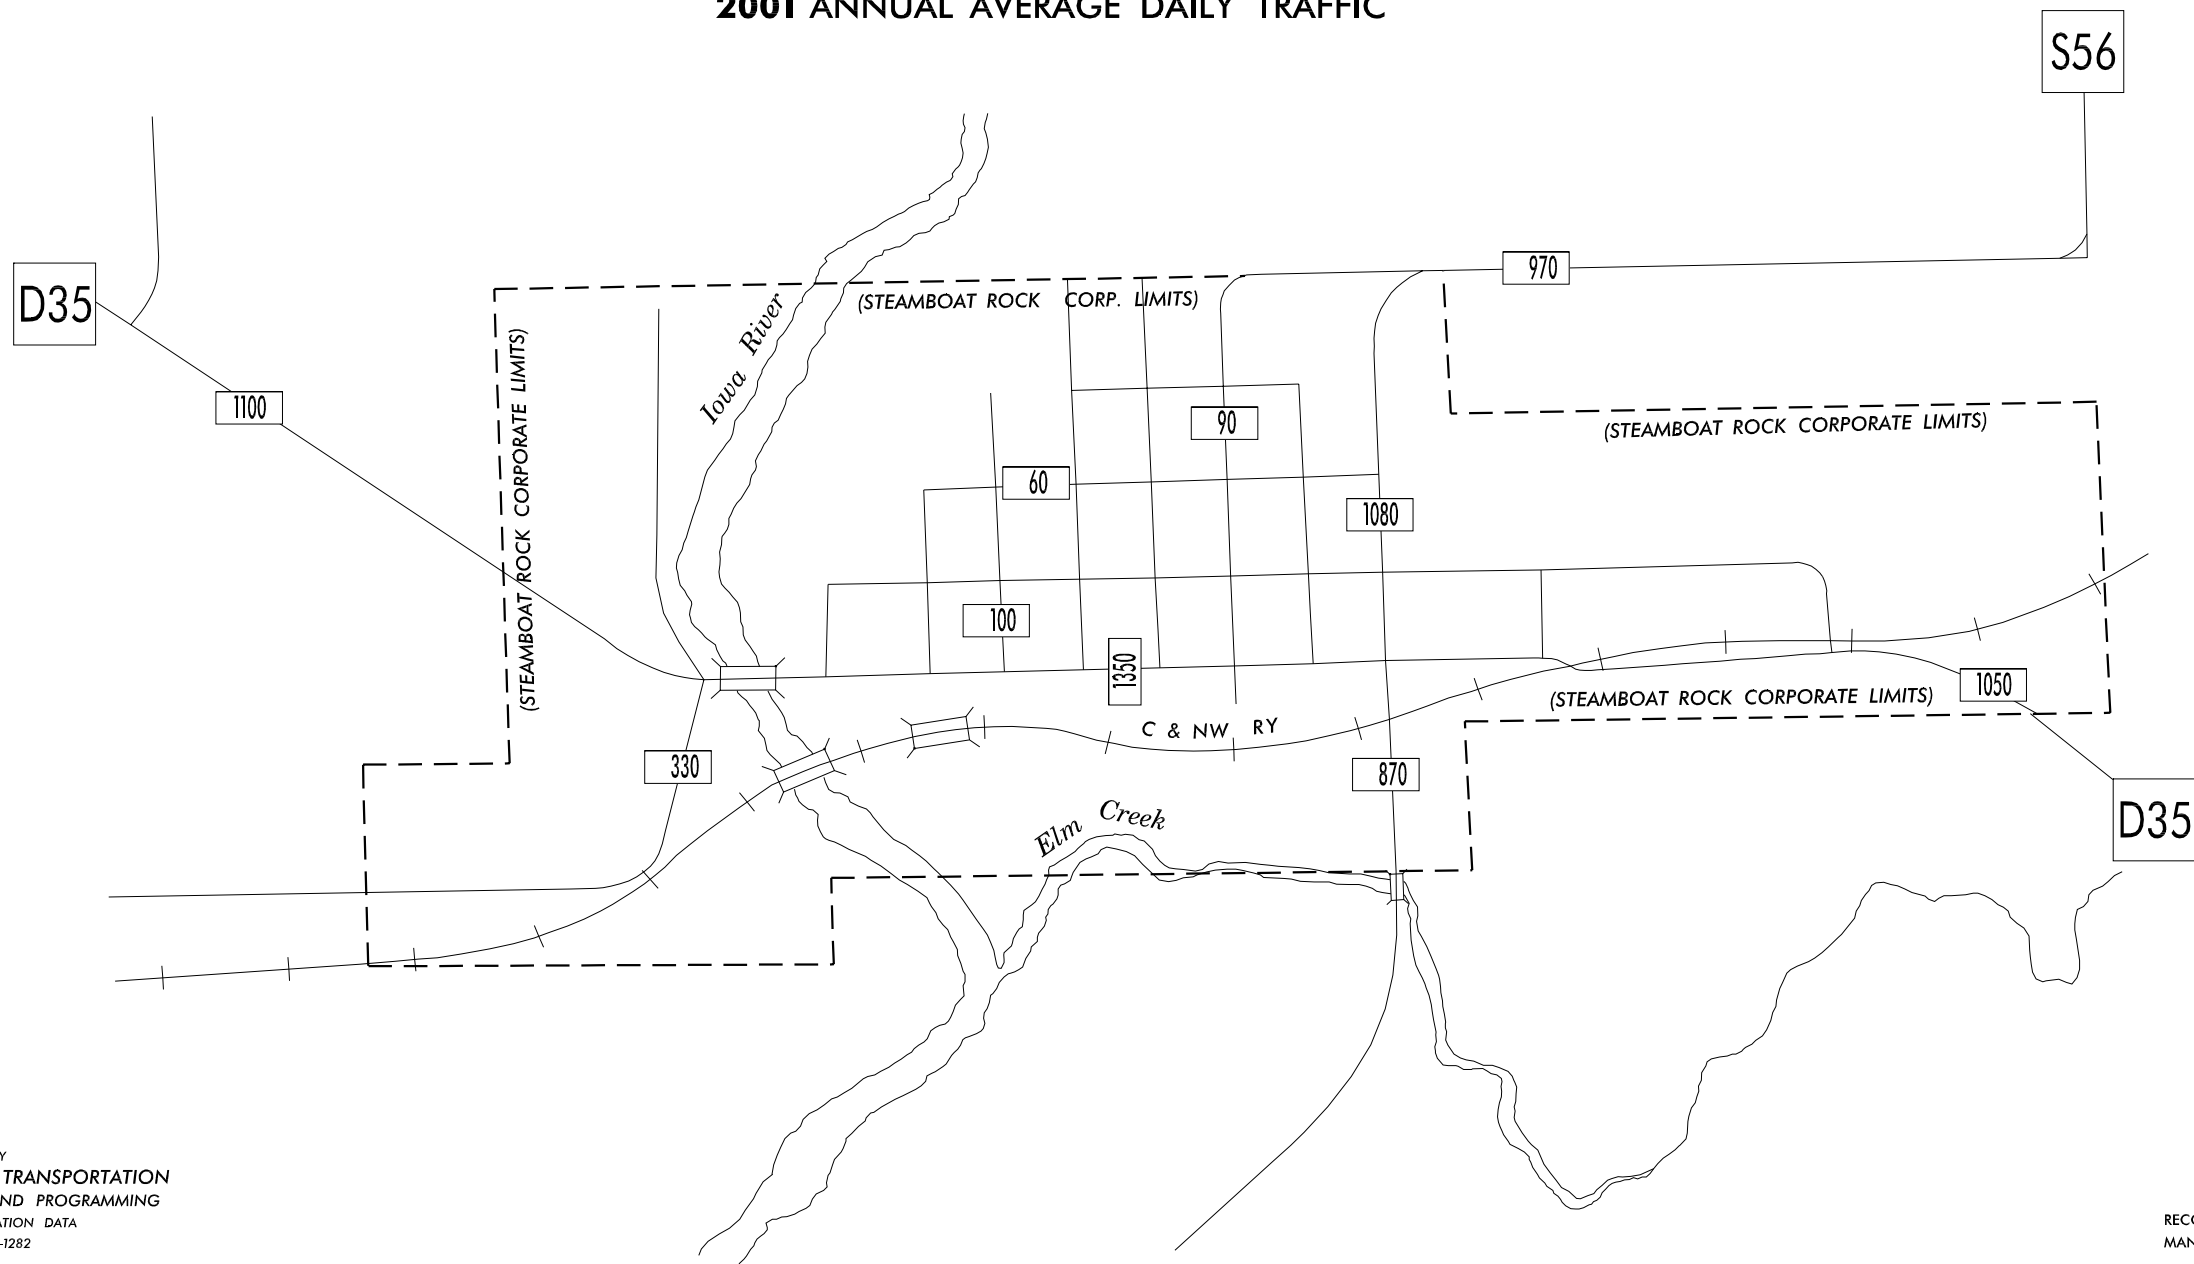 2001 ANNUAL AVERAGE DAILY TRAFFIC
S56
970
D35
(STEAMBOAT ROCK CORP. LIMITS)
Iowa River
(STEAMBOAT ROCK CORPORATE LIMITS)
1100
90
(STEAMBOAT ROCK CORPORATE LIMITS)
60
1080
100
1350
1050
(STEAMBOAT ROCK CORPORATE LIMITS)
C & NW RY
330
870
Elm Creek
D35
Y
TRANSPORTATION
ND PROGRAMMING
ATION DATA
-1282
REC
MAN